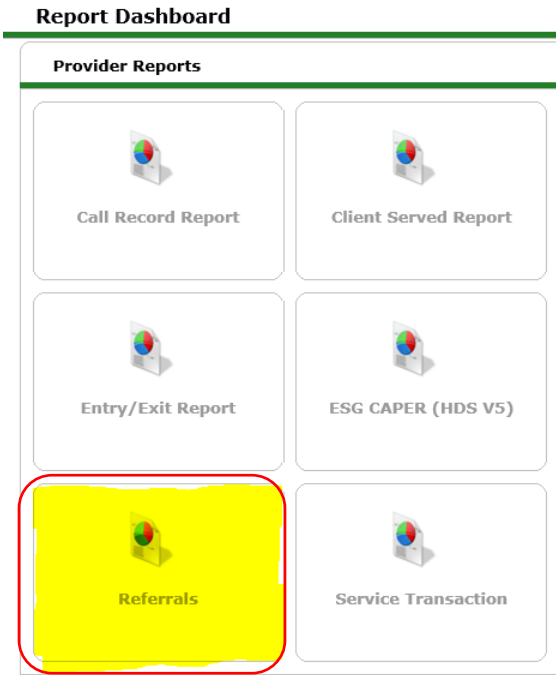 Report Dashboard
Provider Reports
Call Record Report
Client Served Report
Entry/Exit Report
ESG CAPER (HDS V5)
Referrals
Service Transaction